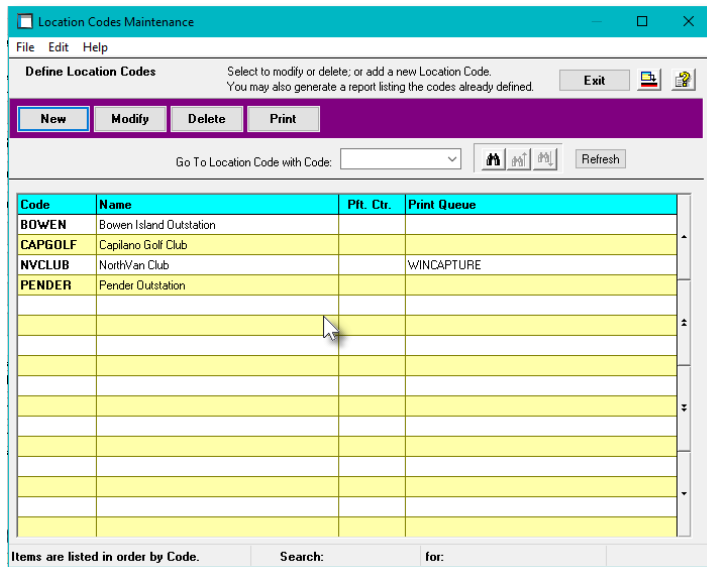 Location Codes Maintenance
File Edit Help
Define Location Codes
Select to modify or delete; or add a new Location Code.
You may also generate a report listing the codes already defined.
Exit
New Modify Delete Print
Go To Location Code with Code:
Refresh
Code Name Pft. Ctr. Print Queue
BOWEN Bowen Island Outstation
CAPGOLF Capilano Golf Club
NVCLUB NorthVan Club WINCAPTURE
PENDER Pender Outstation
Items are listed in order by Code. Search: for: